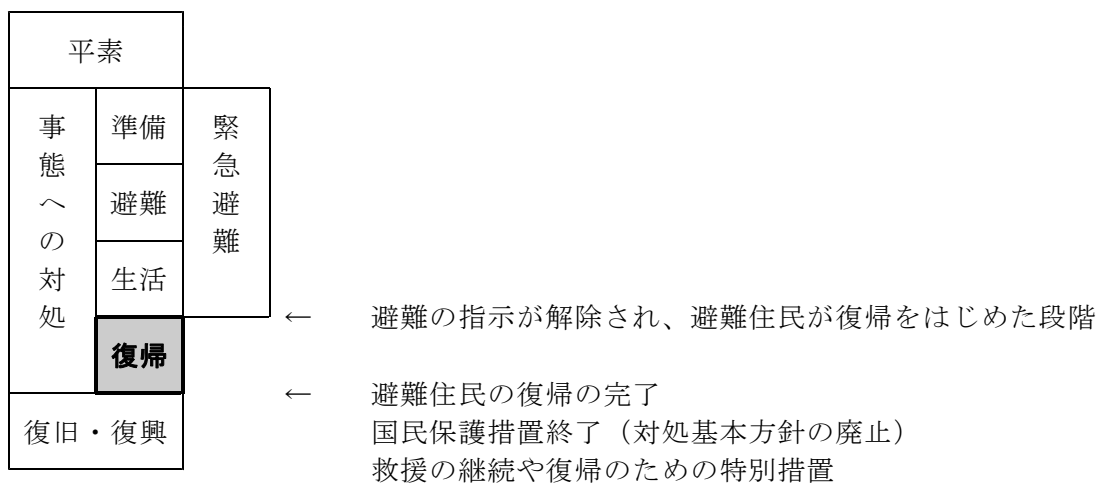 平素
事態への対処
準備
避難
生活
復帰
緊急避難
← 避難の指示が解除され、避難住民が復帰をはじめた段階
← 避難住民の復帰の完了
国民保護措置終了（対処基本方針の廃止）
救援の継続や復帰のための特別措置
復旧・復興